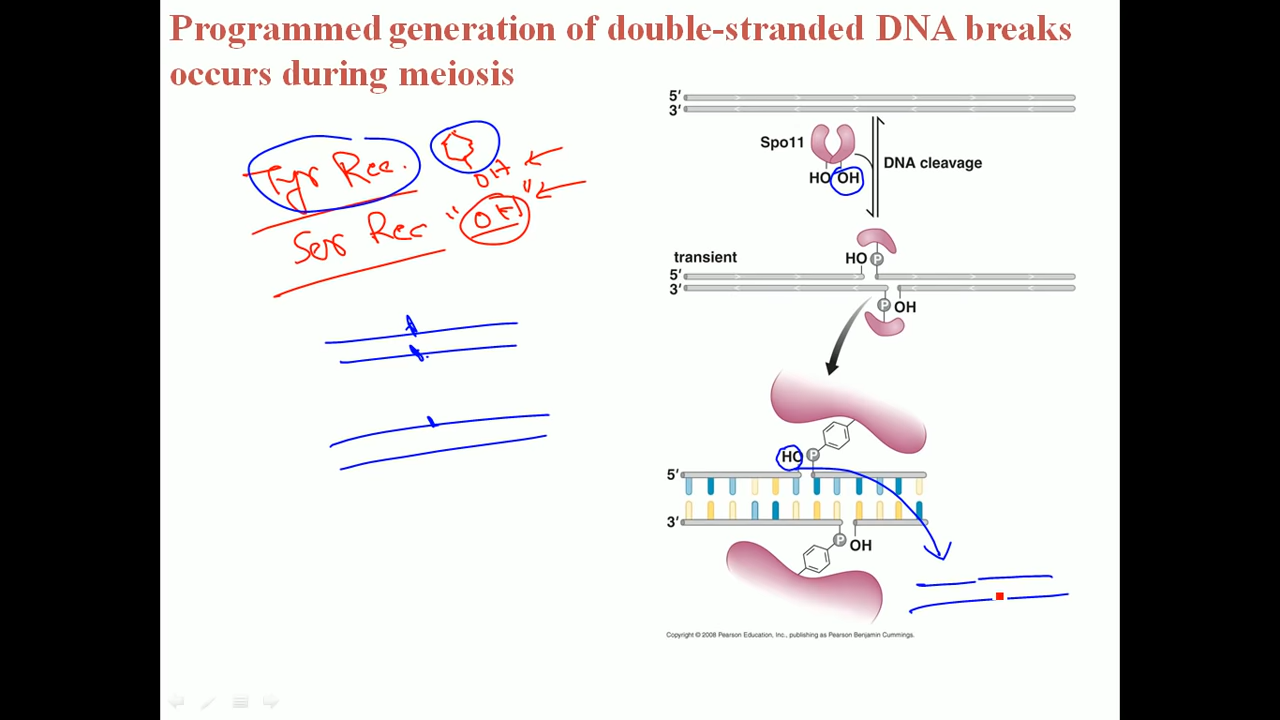 Programmed generation of double-stranded DNA breaks
occurs during meiosis
Tyr Rec.
OH
Ser Rec "OH"
5′
3′
Spo11
HO OH
DNA cleavage
transient
HO P
5′
3′
P OH
HO P
5′
3′
P OH
Copyright © 2008 Pearson Education, Inc., publishing as Pearson Benjamin Cummings.